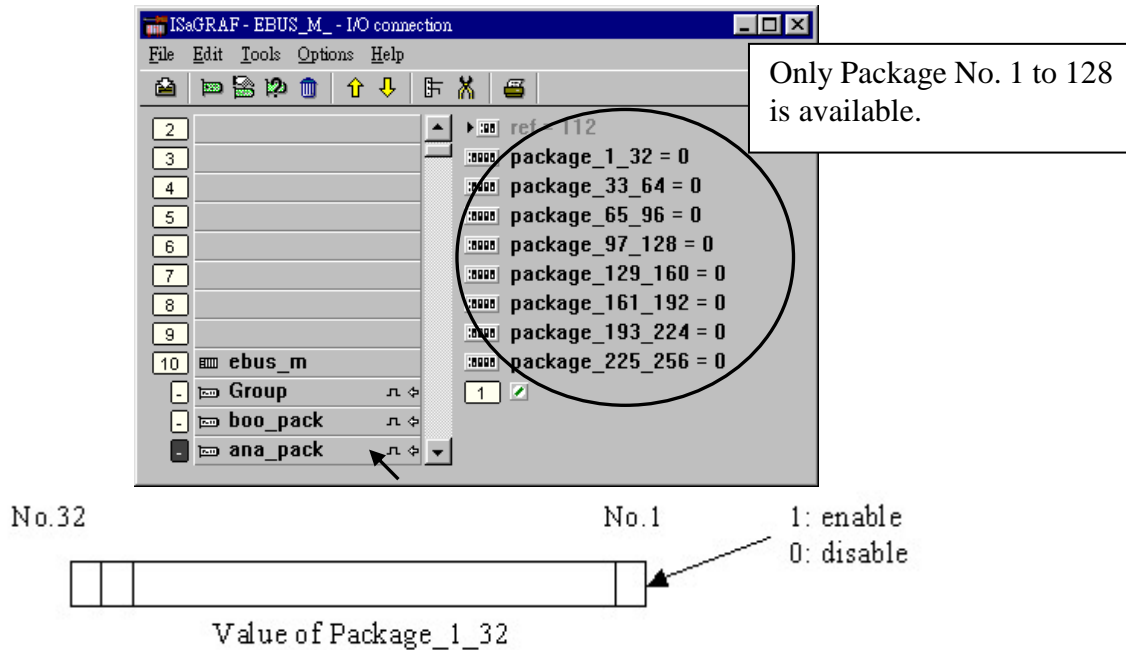 ISaGRAF - EBUS_M_ - I/O connection
File Edit Tools Options Help
Only Package No. 1 to 128
is available.
2
3
4
5
6
7
8
9
10 ebus_m
- Group
- boo_pack
- ana_pack
ref = 112
package_1_32 = 0
package_33_64 = 0
package_65_96 = 0
package_97_128 = 0
package_129_160 = 0
package_161_192 = 0
package_193_224 = 0
package_225_256 = 0
1
No.32
No.1
1: enable
0: disable
Value of Package_1_32